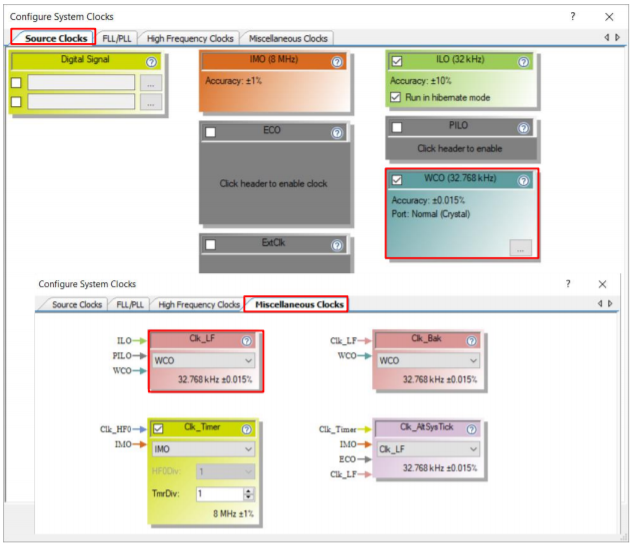 Configure System Clocks
?
Source Clocks
FLL/PLL
High Frequency Clocks
Miscellaneous Clocks
Digital Signal
...
...
IMO (8 MHz)
Accuracy: ±1%
ILO (32 kHz)
Accuracy: ±10%
Run in hibernate mode
ECO
Click header to enable clock
PILO
Click header to enable
WCO (32.768 kHz)
Accuracy: ±0.015%
Port: Normal (Crystal)
...
ExtClk
Configure System Clocks
?
Source Clocks
FLL/PLL
High Frequency Clocks
Miscellaneous Clocks
ILO
PILO
WCO
Clk_LF
WCO
32.768 kHz ±0.015%
Clk_LF
WCO
Clk_Bak
WCO
32.768 kHz ±0.015%
Clk_HF0
IMO
Clk_Timer
IMO
HF0Div: 1
TmrDiv: 1
8 MHz ±1%
Clk_Timer
IMO
ECO
Clk_LF
Clk_AltSysTick
Clk_LF
32.768 kHz ±0.015%